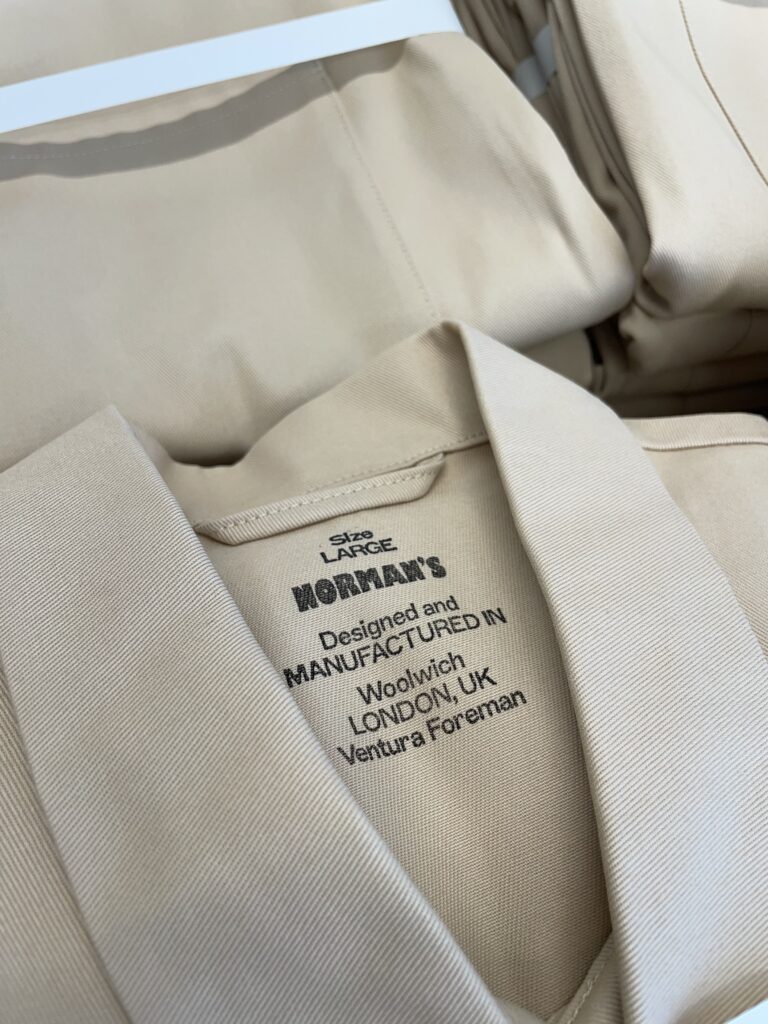 Size
LARGE
NORMAN'S
Designed and
MANUFACTURED IN
Woolwich
LONDON, UK
Ventura Foreman